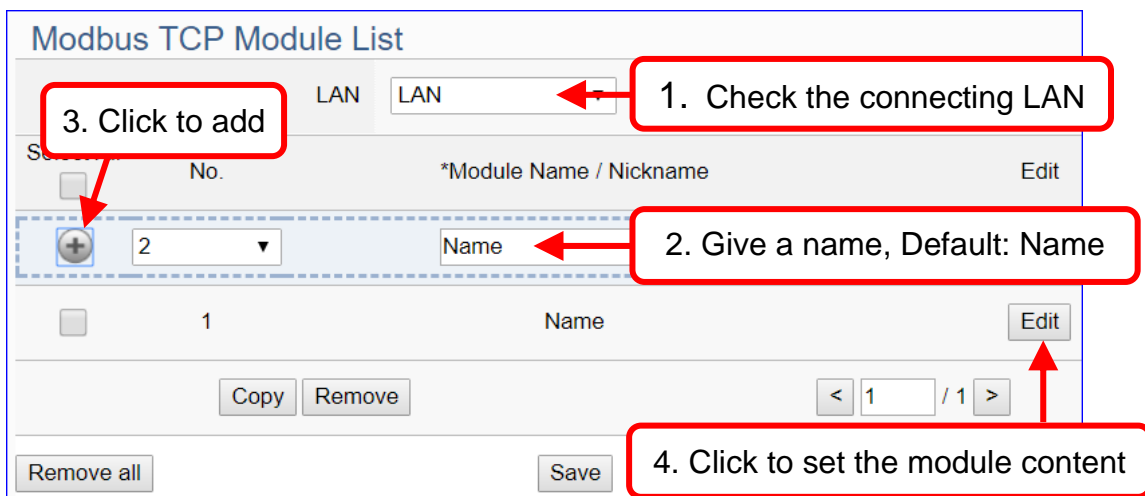 Modbus TCP Module List
LAN LAN 1. Check the connecting LAN
3. Click to add
No. *Module Name / Nickname Edit
2 Name 2. Give a name, Default: Name
1 Name Edit
Copy Remove < 1 / 1 >
Remove all Save 4. Click to set the module content